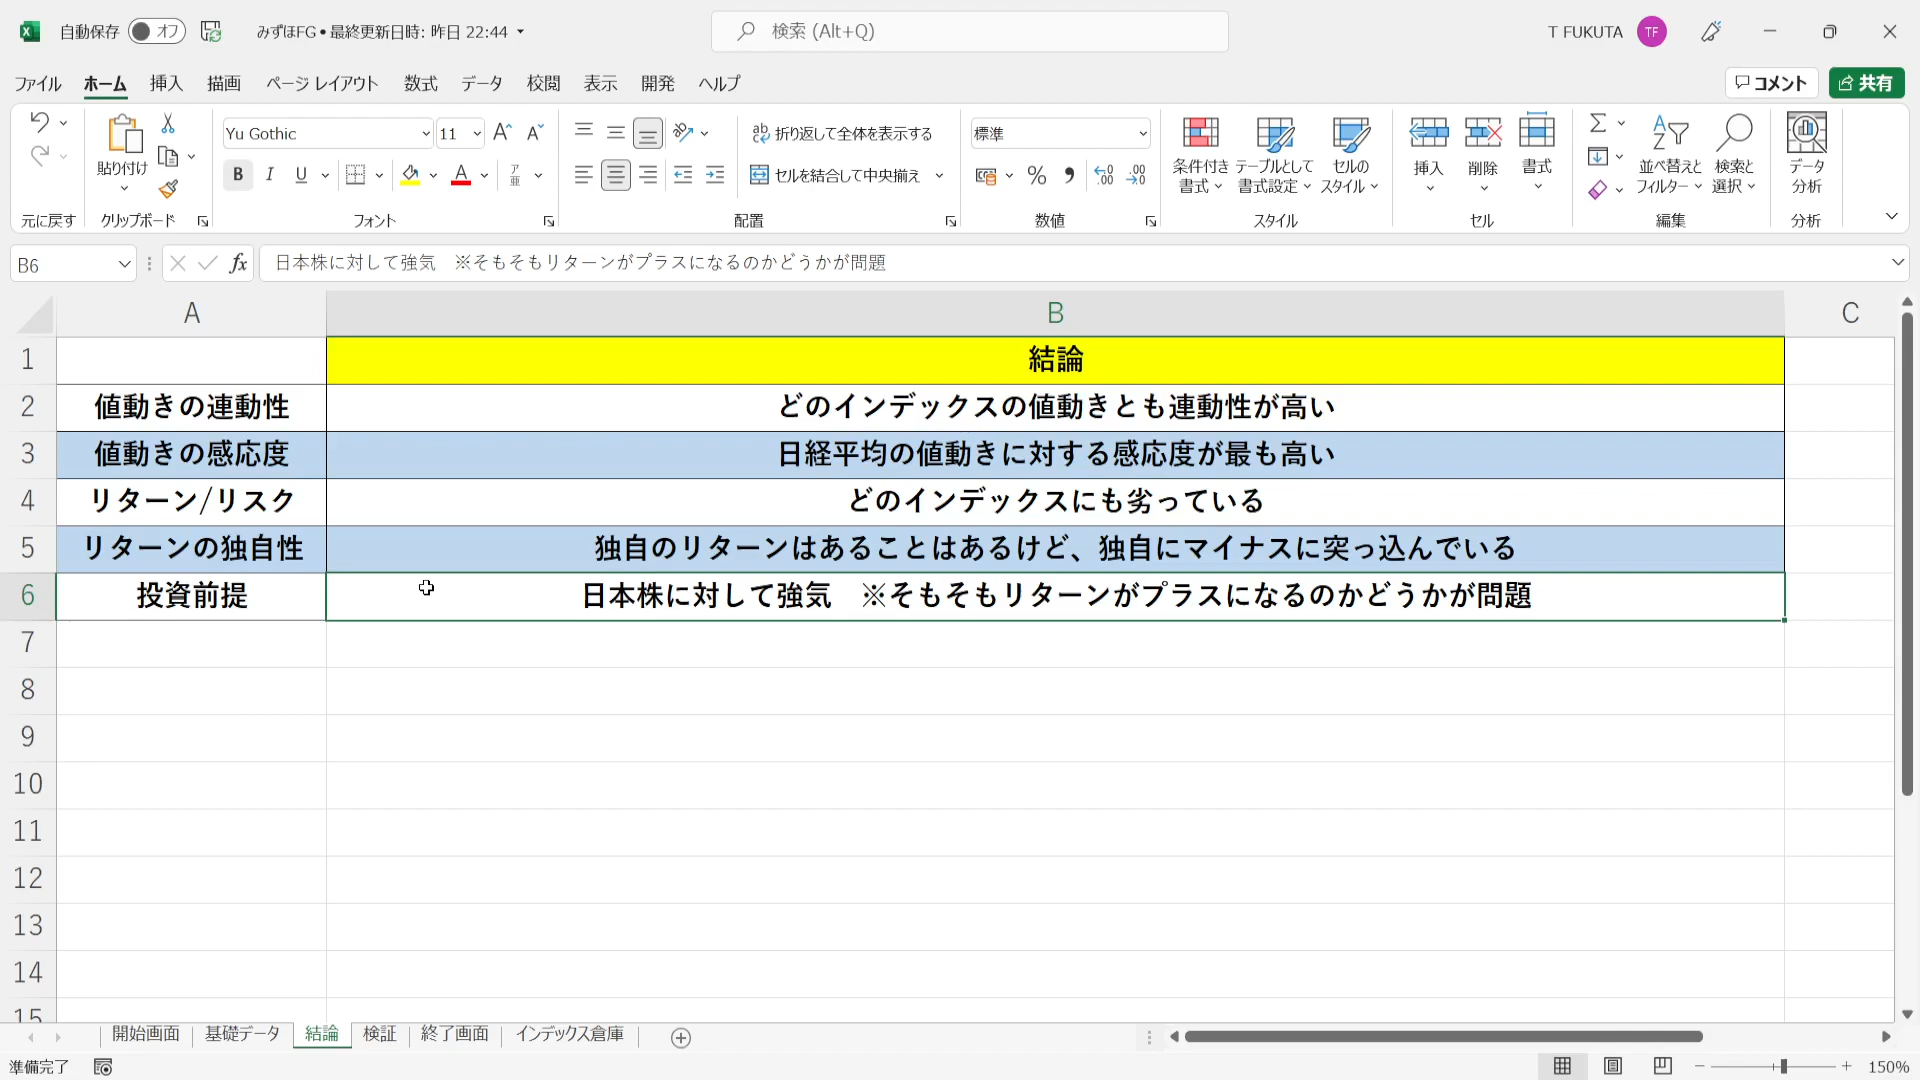 自動保存 オフ みずほFG • 最終更新日時: 昨日 22:44 検索 (Alt+Q) T FUKUTA TF
ファイル ホーム 挿入 描画 ページ レイアウト 数式 データ 校閲 表示 開発 ヘルプ コメント 共有
貼り付け Yu Gothic 11 折り返して全体を表示する 標準 条件付き書式 テーブルとして書式設定 セルのスタイル 挿入 削除 書式 並べ替えとフィルター 検索と選択 データ分析
B I U セルを結合して中央揃え
元に戻す クリップボード フォント 配置 数値 スタイル セル 編集 分析
B6 fx 日本株に対して強気 ※そもそもリターンがプラスになるのかどうかが問題
A B C
1 結論
2 値動きの連動性 どのインデックスの値動きとも連動性が高い
3 値動きの感応度 日経平均の値動きに対する感応度が最も高い
4 リターン/リスク どのインデックスにも劣っている
5 リターンの独自性 独自のリターンはあることはあるけど、独自にマイナスに突っ込んでいる
6 投資前提 日本株に対して強気 ※そもそもリターンがプラスになるのかどうかが問題
7
8
9
10
11
12
13
14
15
開始画面 基礎データ 結論 検証 終了画面 インデックス倉庫
準備完了 150%